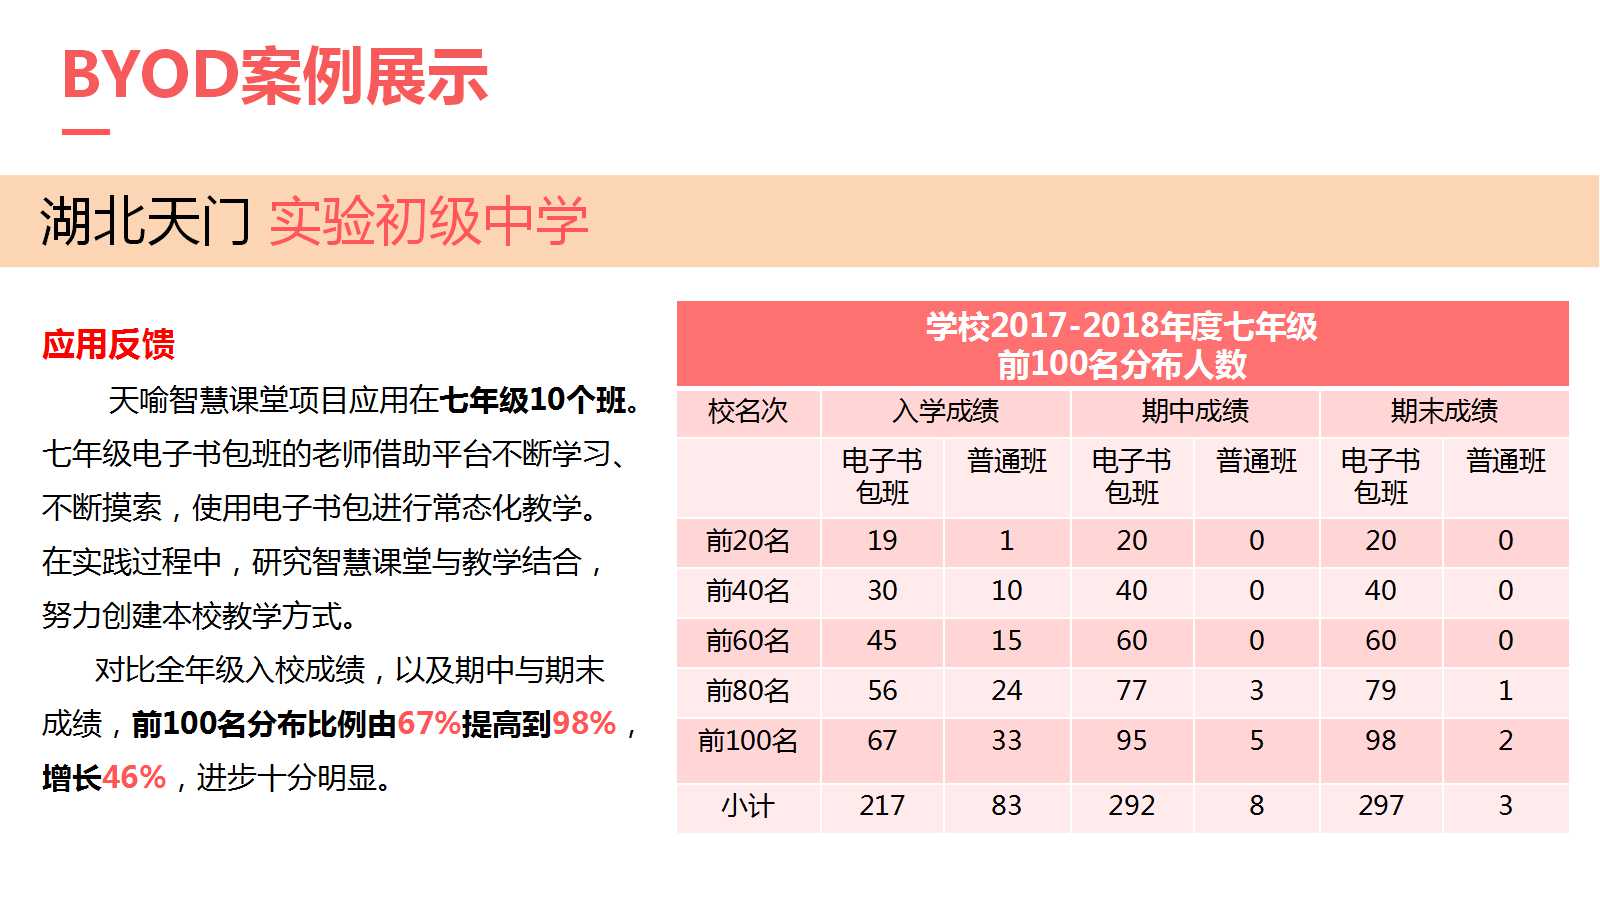 BYOD案例展示
湖北天门 实验初级中学
应用反馈
天喻智慧课堂项目应用在七年级10个班。
七年级电子书包班的老师借助平台不断学习、
不断摸索，使用电子书包进行常态化教学。
在实践过程中，研究智慧课堂与教学结合，
努力创建本校教学方式。
对比全年级入校成绩，以及期中与期末
成绩，前100名分布比例由67%提高到98%，
增长46%，进步十分明显。
学校2017-2018年度七年级
前100名分布人数
校名次 入学成绩 期中成绩 期末成绩
电子书 普通班 电子书 普通班 电子书 普通班
包班 包班 包班
前20名 19 1 20 0 20 0
前40名 30 10 40 0 40 0
前60名 45 15 60 0 60 0
前80名 56 24 77 3 79 1
前100名 67 33 95 5 98 2
小计 217 83 292 8 297 3